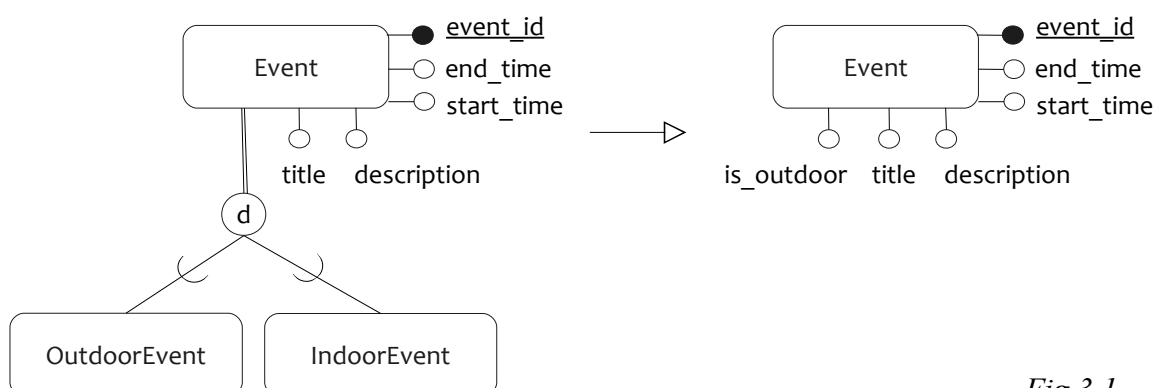 event_id
Event
end_time
start_time
title
description
d
OutdoorEvent
IndoorEvent
event_id
Event
end_time
start_time
is_outdoor
title
description
Fig 3.1